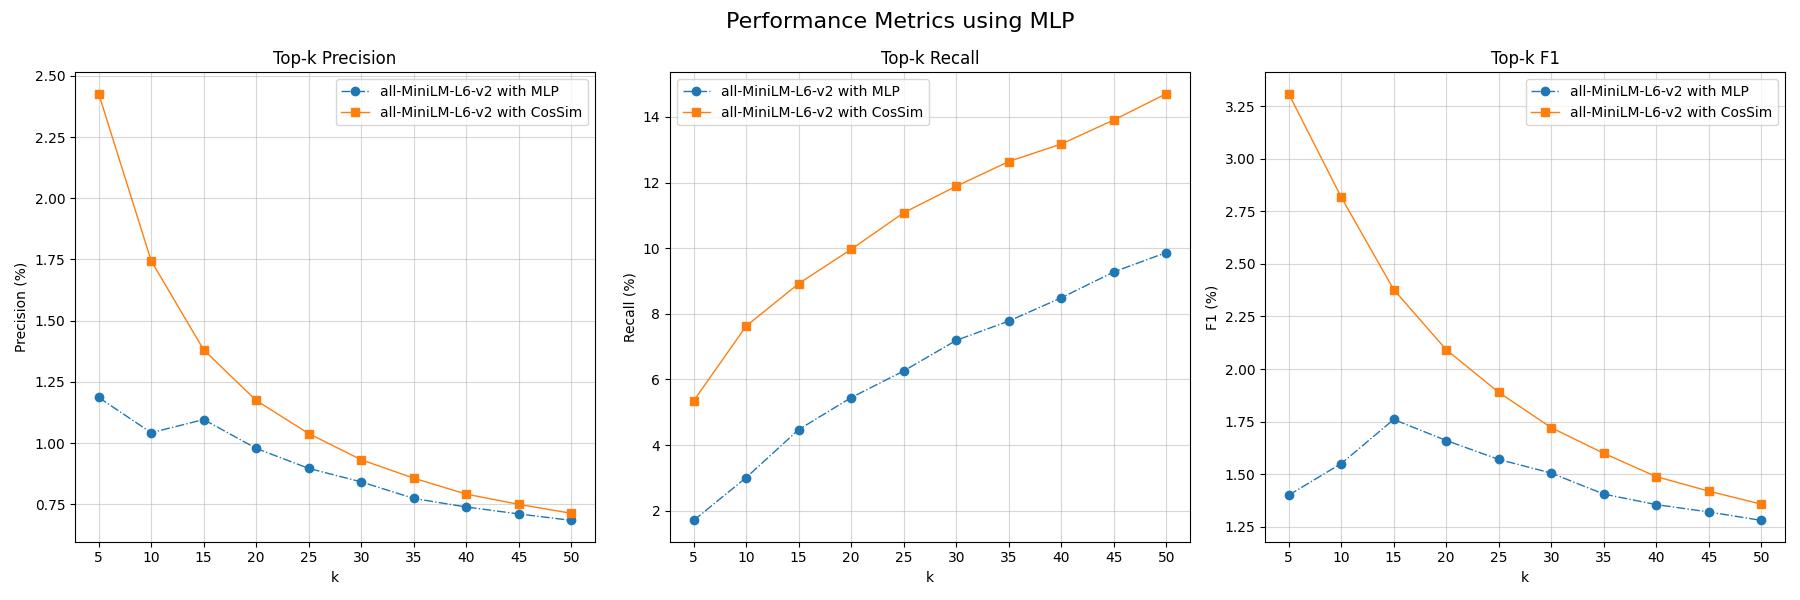 Performance Metrics using MLP
Top-k Precision
all-MiniLM-L6-v2 with MLP
all-MiniLM-L6-v2 with CosSim
2.50
2.25
2.00
1.75
1.50
1.25
1.00
0.75
Precision (%)
5 10 15 20 25 30 35 40 45 50
k
Top-k Recall
all-MiniLM-L6-v2 with MLP
all-MiniLM-L6-v2 with CosSim
14
12
10
8
6
4
2
Recall (%)
5 10 15 20 25 30 35 40 45 50
k
Top-k F1
all-MiniLM-L6-v2 with MLP
all-MiniLM-L6-v2 with CosSim
3.25
3.00
2.75
2.50
2.25
2.00
1.75
1.50
1.25
F1 (%)
5 10 15 20 25 30 35 40 45 50
k